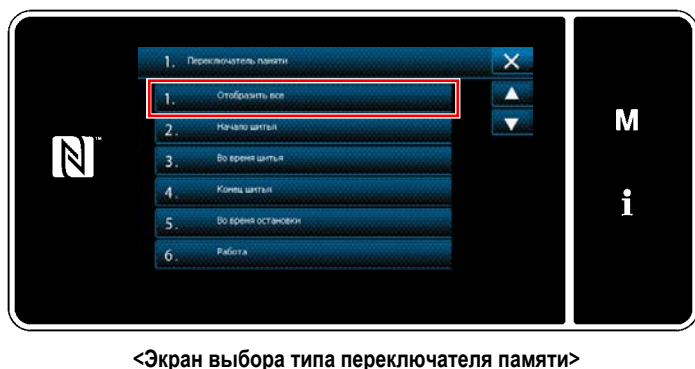 1. Переключатель памяти
1. Отобразить все
2. Начало шитья
3. Во время шитья
4. Конец шитья
5. Во время остановки
6. Работа
N™
M
i
<Экран выбора типа переключателя памяти>